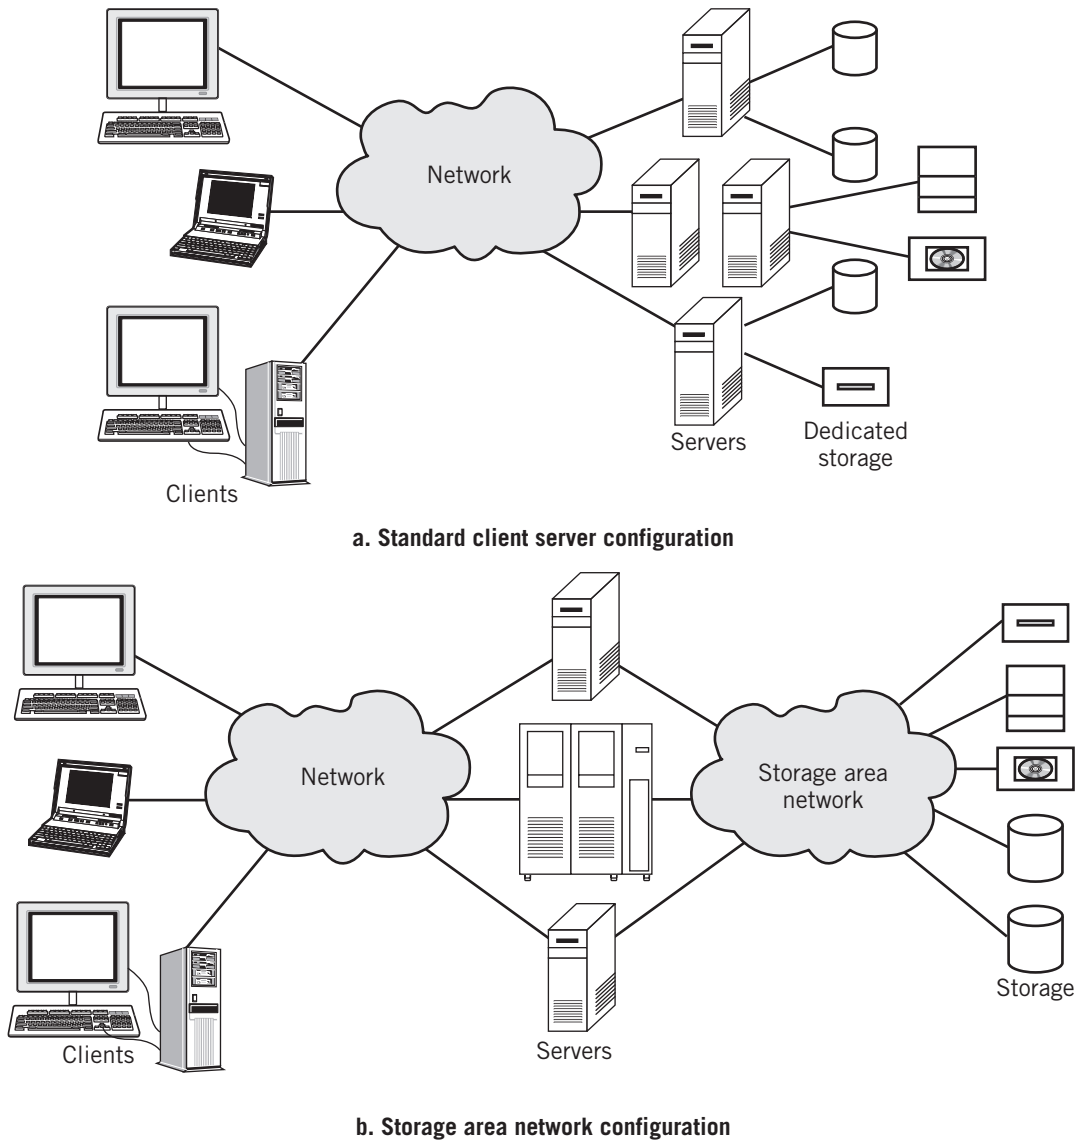 Network
Servers
Dedicated
storage
Clients
a. Standard client server configuration
Network
Storage area
network
Storage
Servers
Clients
b. Storage area network configuration